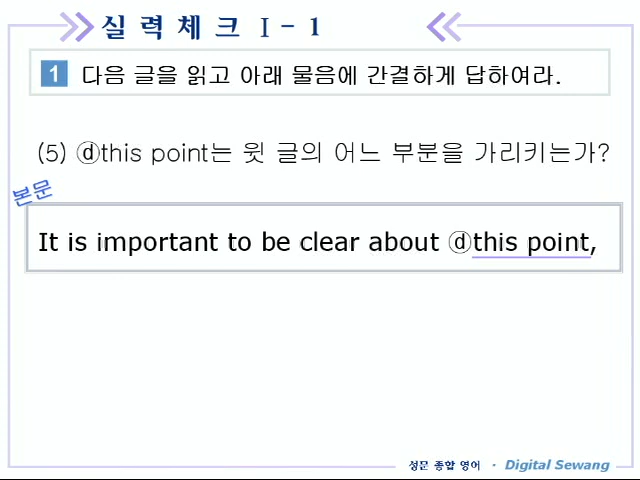 실력체크 I - 1
1 다음 글을 읽고 아래 물음에 간결하게 답하여라.
(5) ⓓthis point는 윗 글의 어느 부분을 가리키는가?
본문
It is important to be clear about ⓓthis point,
성문 종합 영어 · Digital Sewang